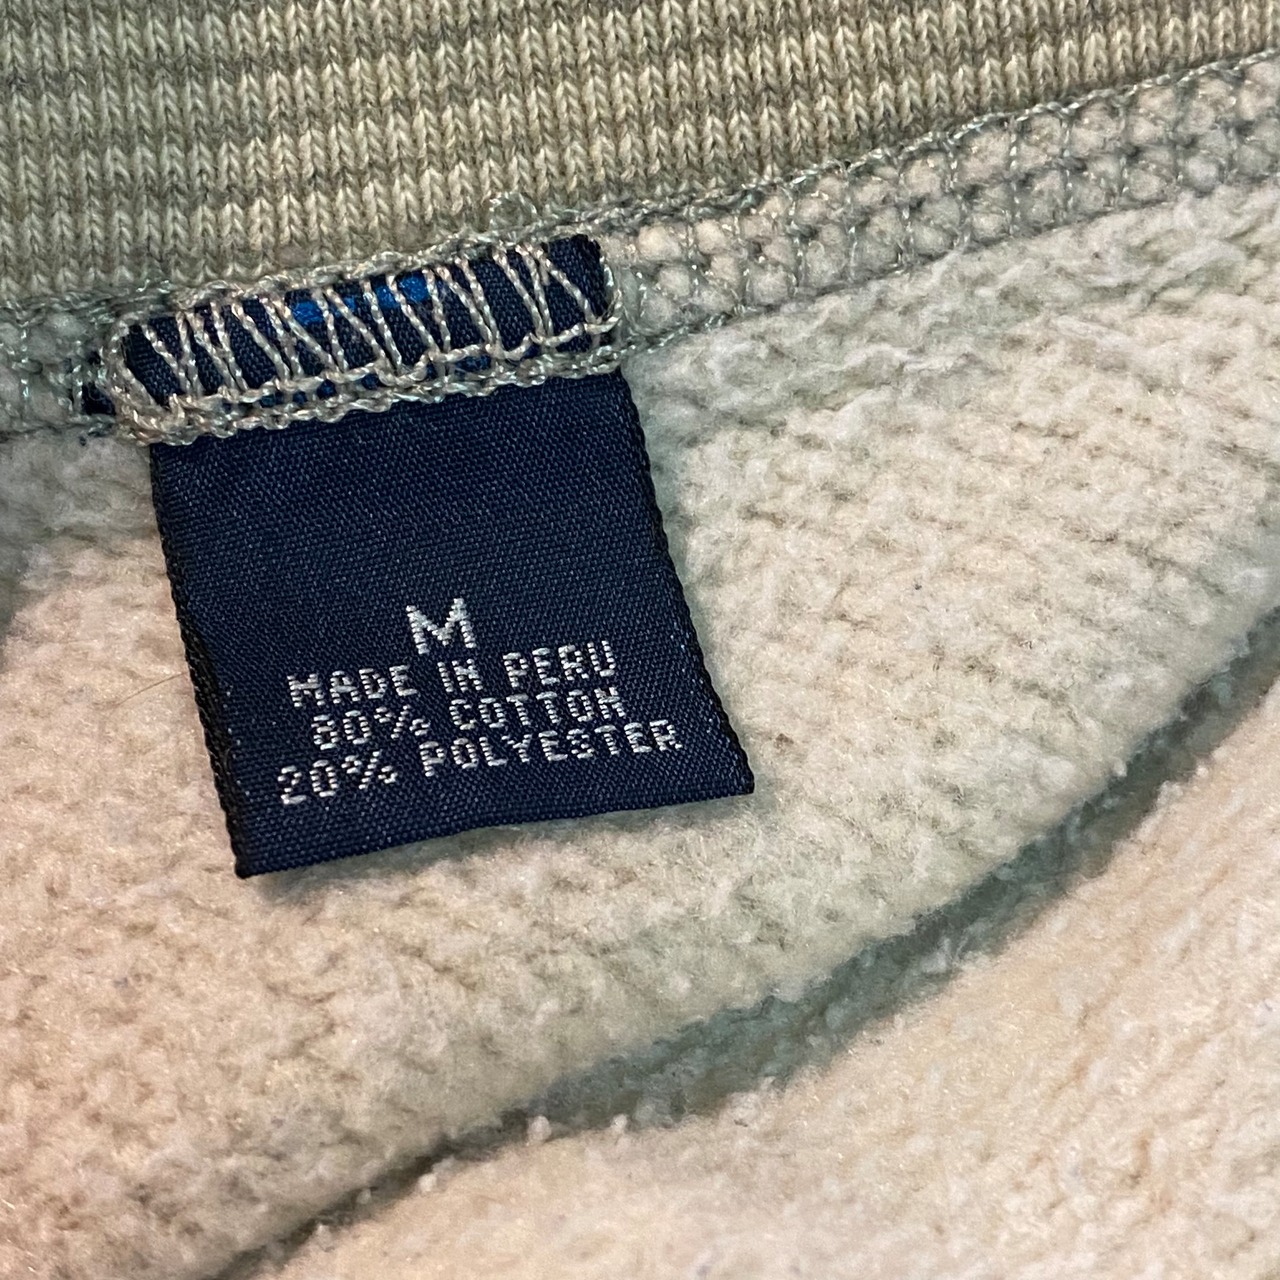 M
MADE IN PERU
80% COTTON
20% POLYESTER